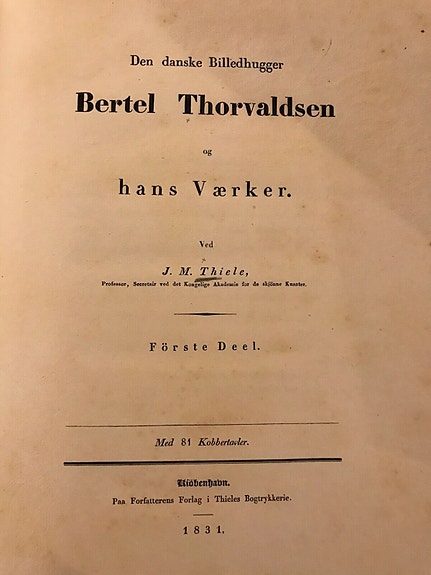 Den danske Billedhugger
Bertel Thorvaldsen
og
hans Værker.
Ved
J. M. Thiele,
Professor, Secretair ved det Kongelige Akademie for de skjönne Kunster.
Förste Deel.
Med 81 Kobbertavler.
Kiöbenhavn.
Paa Forfatterens Forlag i Thieles Bogtrykkerie.
1831.